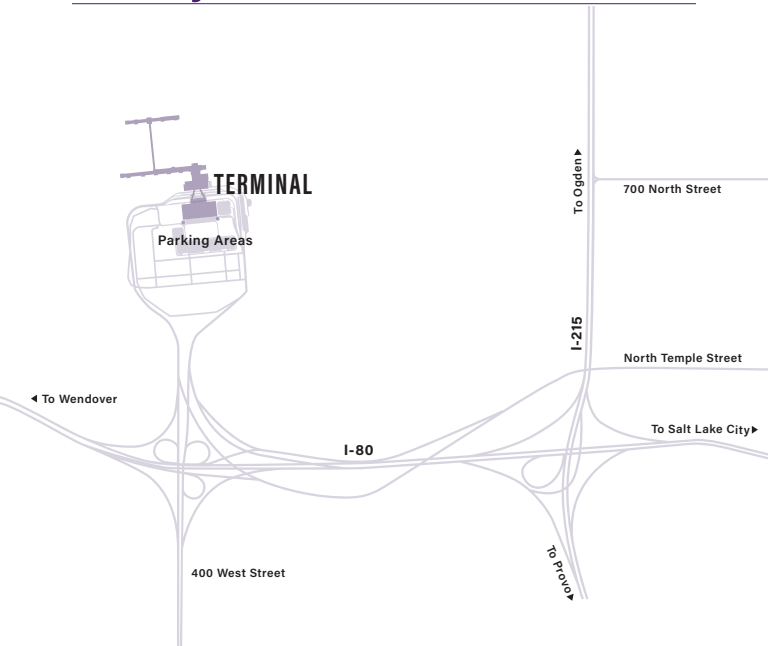 TERMINAL
To Ogden
700 North Street
Parking Areas
I-215
North Temple Street
To Wendover
To Salt Lake City
I-80
To Provo
400 West Street